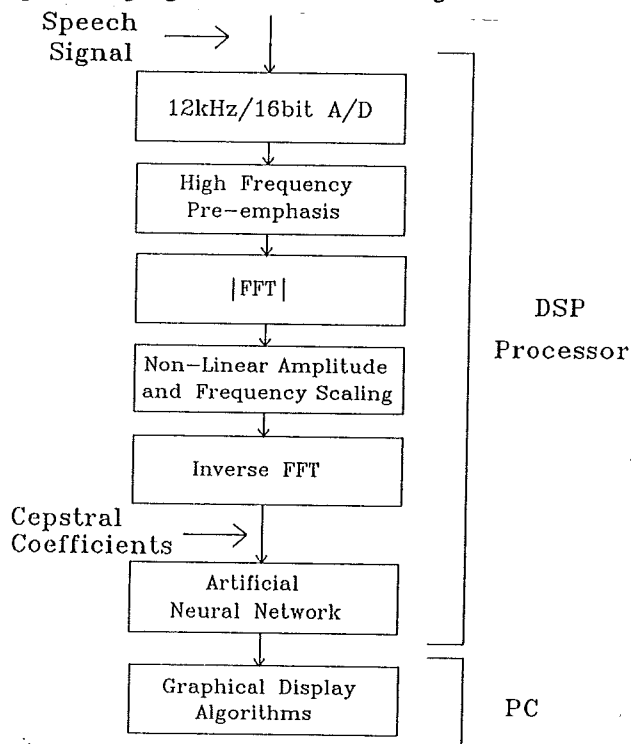 Speech
Signal
12kHz/16bit A/D
High Frequency
Pre-emphasis
|FFT|
Non-Linear Amplitude
and Frequency Scaling
Inverse FFT
Cepstral
Coefficients
Artificial
Neural Network
Graphical Display
Algorithms
DSP
Processor
PC